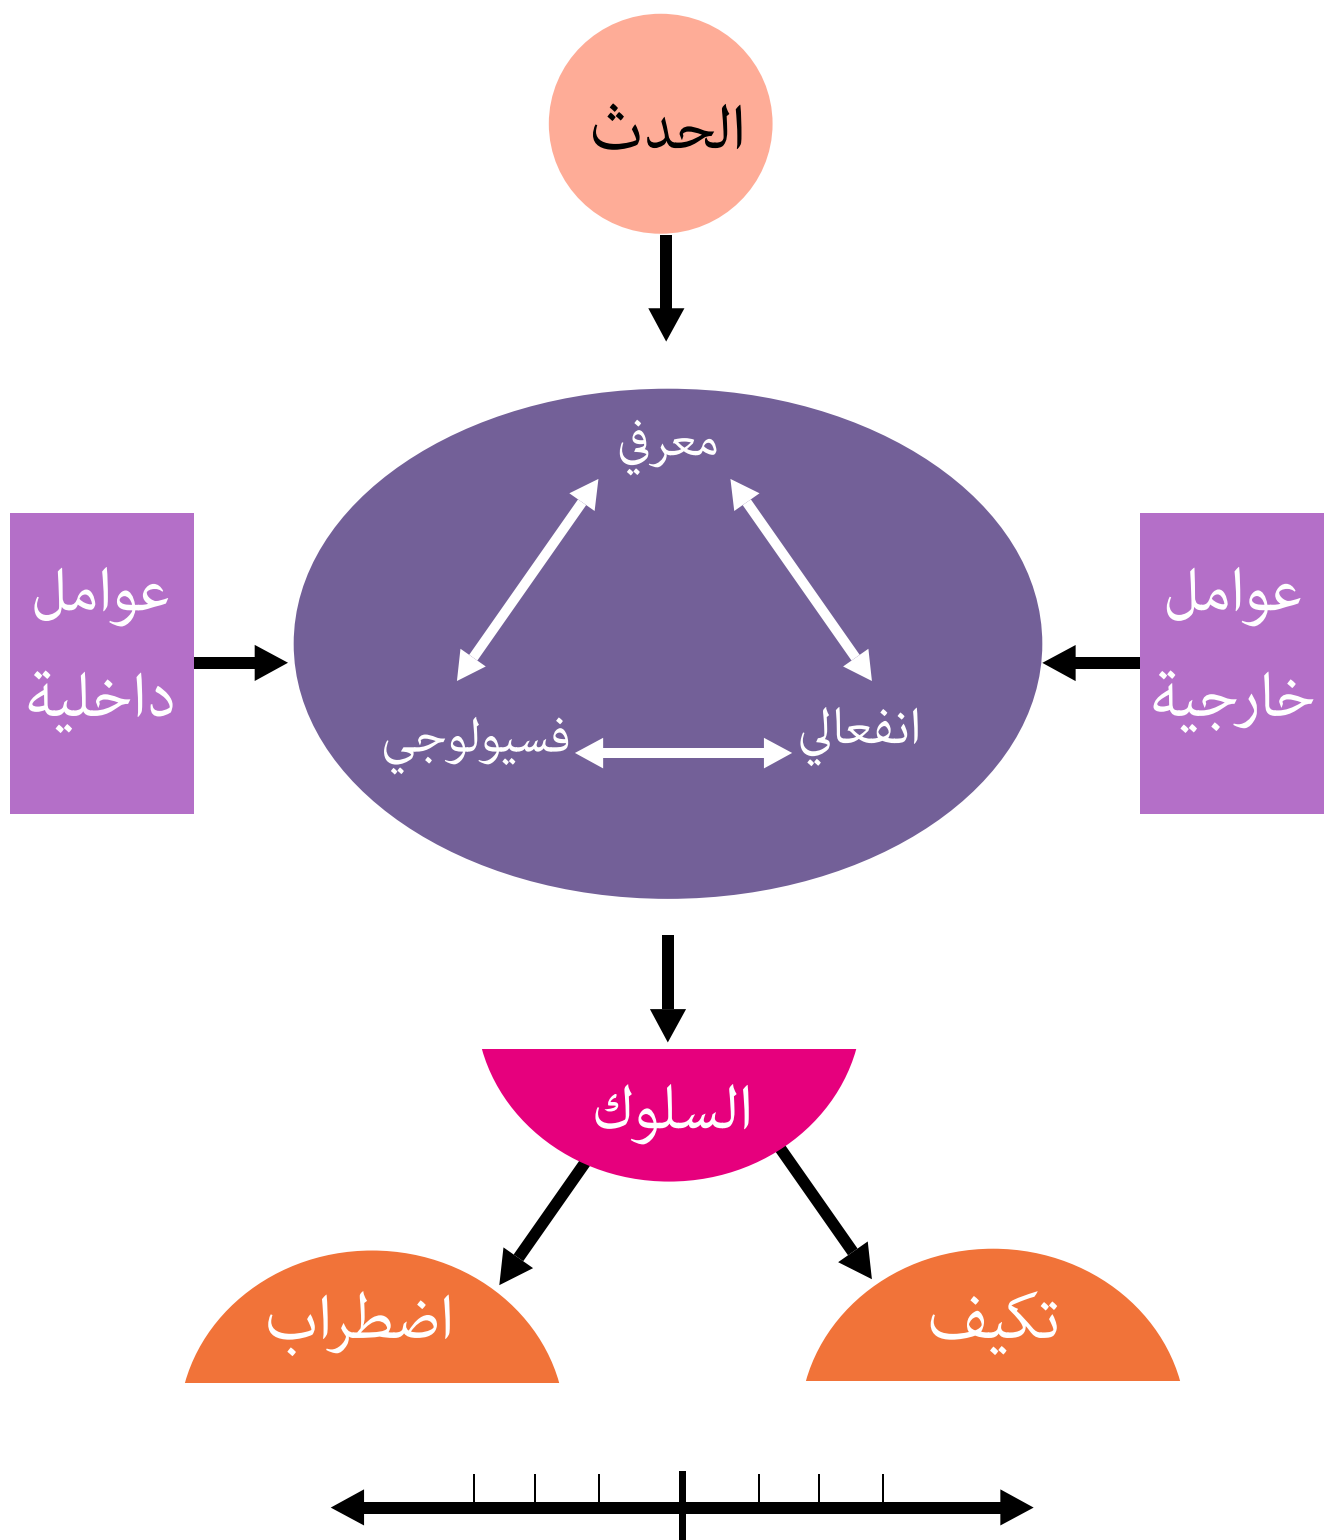 الحدث
معرفي
عوامل
خارجية
عوامل
داخلية
انفعالي
فسيولوجي
السلوك
تكيف
اضطراب